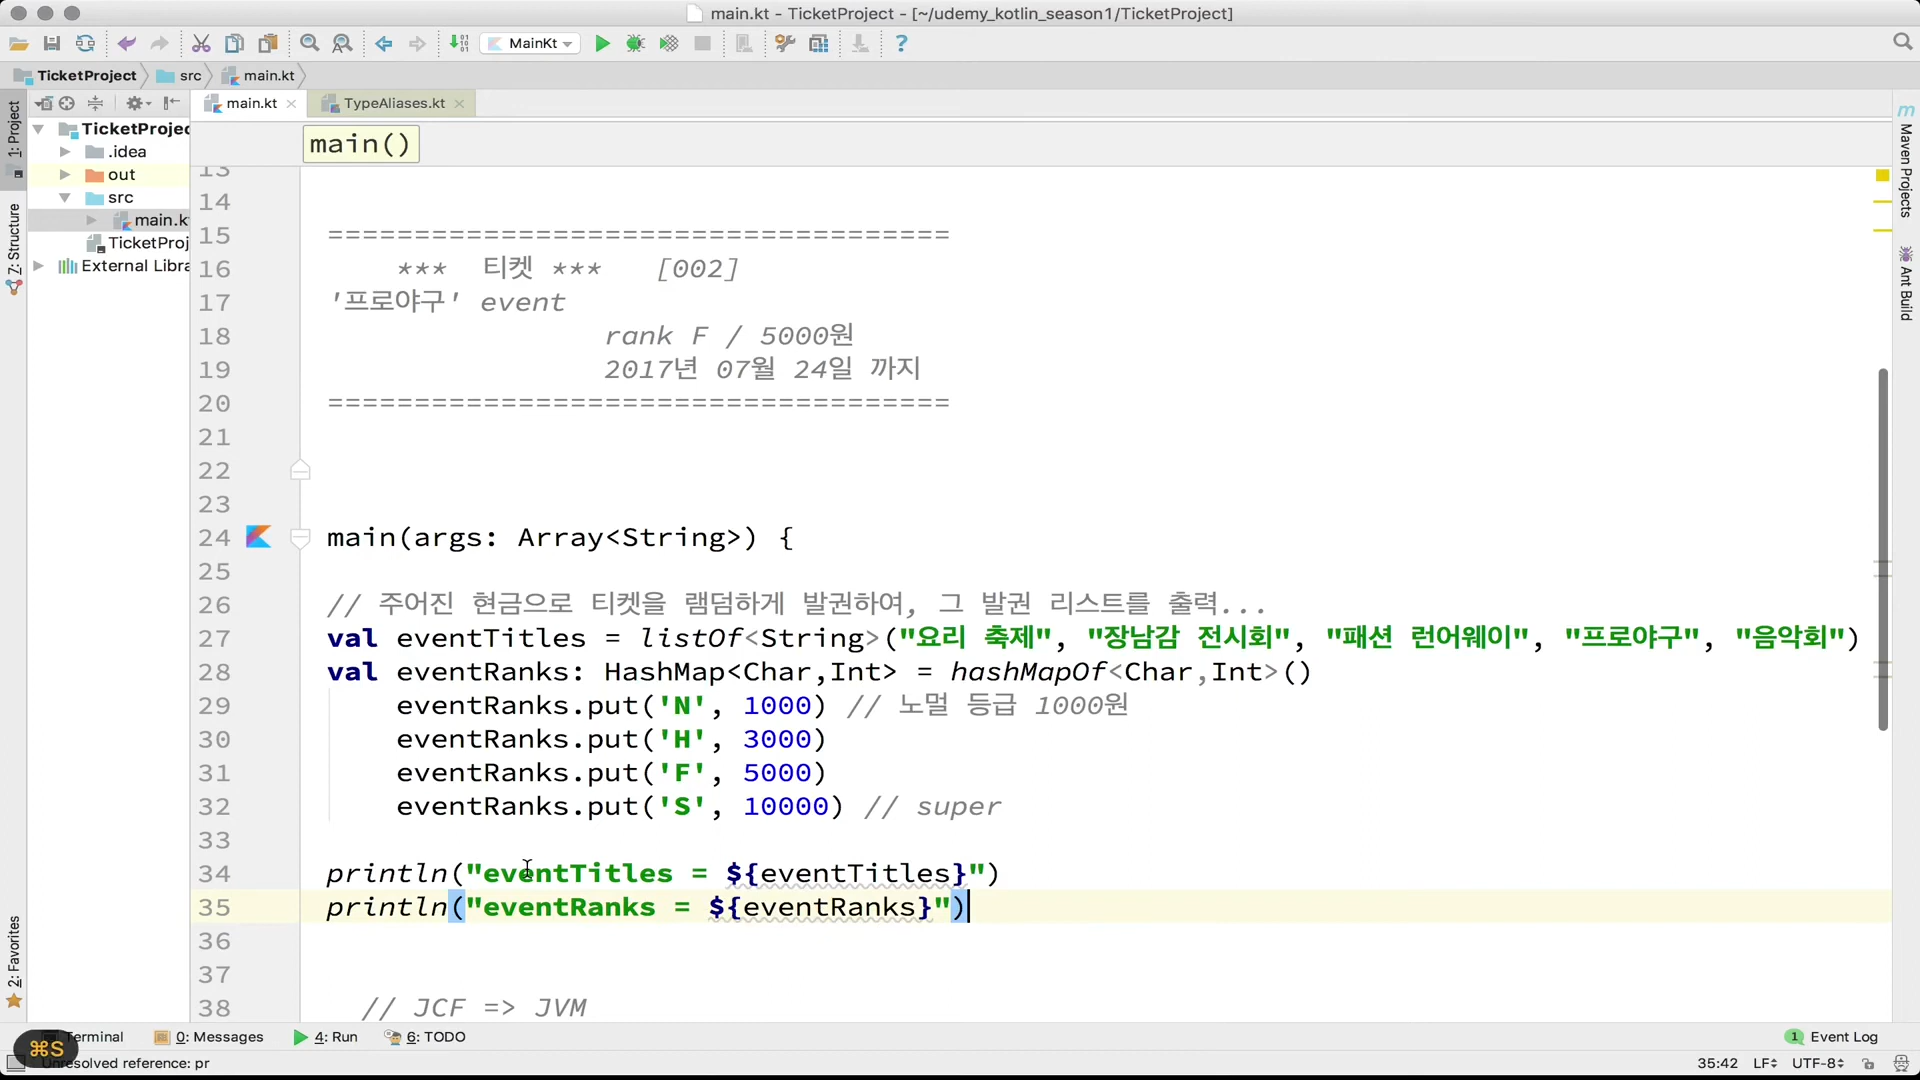 main.kt - TicketProject - [~/udemy_kotlin_season1/TicketProject]
MainKt
TicketProject src main.kt
1: Project
main.kt TypeAliases.kt
TicketProjec
.idea
out
src
main.k
TicketProj
External Libra
Z: Structure
2: Favorites
Maven Projects
Ant Build
main()
13
14
15 ====================================
16 *** 티켓 *** [002]
17 '프로야구' event
18 rank F / 5000원
19 2017년 07월 24일 까지
20 ====================================
21
22
23
24 main(args: Array<String>) {
25
26 // 주어진 현금으로 티켓을 램덤하게 발권하여, 그 발권 리스트를 출력...
27 val eventTitles = listOf<String>("요리 축제", "장남감 전시회", "패션 런어웨이", "프로야구", "음악회")
28 val eventRanks: HashMap<Char,Int> = hashMapOf<Char,Int>()
29 eventRanks.put('N', 1000) // 노멀 등급 1000원
30 eventRanks.put('H', 3000)
31 eventRanks.put('F', 5000)
32 eventRanks.put('S', 10000) // super
33
34 println("eventTitles = ${eventTitles}")
35 println("eventRanks = ${eventRanks}")
36
37
38 // JCF => JVM
Terminal 0: Messages 4: Run 6: TODO 1 Event Log
⌘S
Unresolved reference: pr 35:42 LF UTF-8